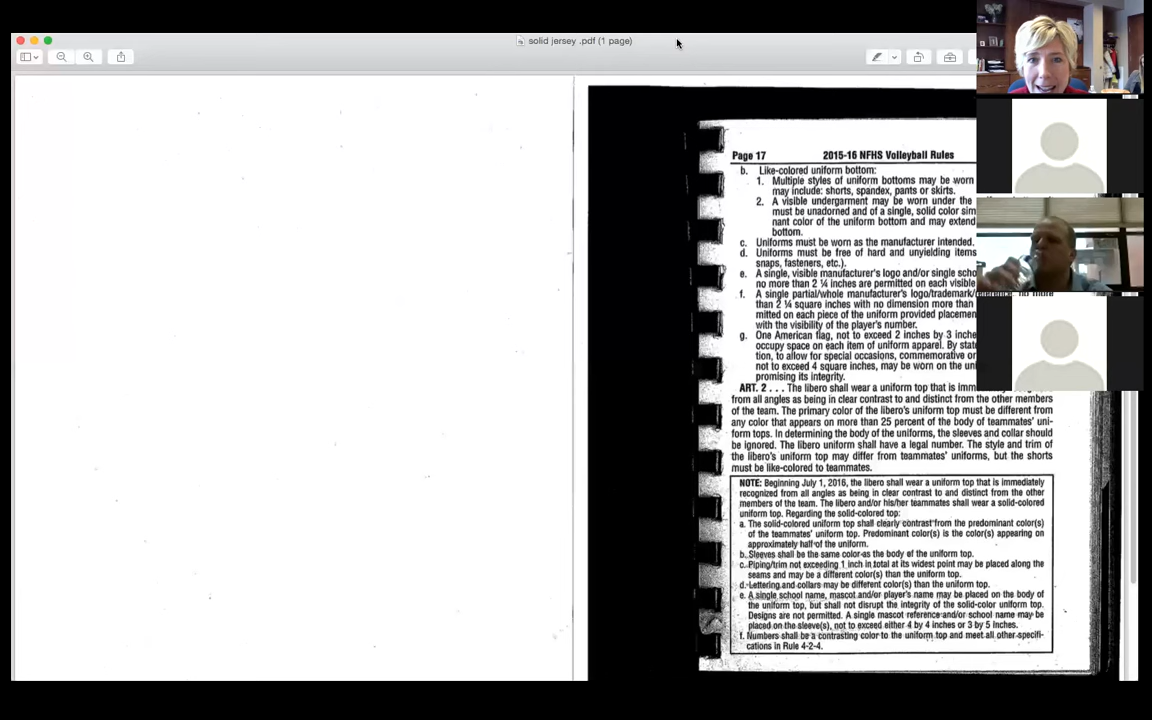 solid jersey .pdf (1 page)
Page 17 2015-16 NFHS Volleyball Rules
b. Like-colored uniform bottom:
1. Multiple styles of uniform bottoms may be worn
may include: shorts, spandex, pants or skirts.
2. A visible undergarment may be worn under the
must be unadorned and of a single, solid color sim
nant color of the uniform bottom and may extend
bottom.
c. Uniforms must be worn as the manufacturer intended.
d. Uniforms must be free of hard and unyielding items
snaps, fasteners, etc.).
e. A single, visible manufacturer's logo and/or single scho
no more than 2 ¼ inches are permitted on each visible
f. A single partial/whole manufacturer's logo/trademark/
than 2 ¼ square inches with no dimension more than
mitted on each piece of the uniform provided placemen
with the visibility of the player's number.
g. One American flag, not to exceed 2 inches by 3 inche
occupy space on each item of uniform apparel. By stat
tion, to allow for special occasions, commemorative or
not to exceed 4 square inches, may be worn on the uni
promising its integrity.
ART. 2 . . . The libero shall wear a uniform top that is imm
from all angles as being in clear contrast to and distinct from the other members
of the team. The primary color of the libero's uniform top must be different from
any color that appears on more than 25 percent of the body of teammates' uni-
form tops. In determining the body of the uniforms, the sleeves and collar should
be ignored. The libero uniform shall have a legal number. The style and trim of
the libero's uniform top may differ from teammates' uniforms, but the shorts
must be like-colored to teammates.
NOTE: Beginning July 1, 2016, the libero shall wear a uniform top that is immediately
recognized from all angles as being in clear contrast to and distinct from the other
members of the team. The libero and/or his/her teammates shall wear a solid-colored
uniform top. Regarding the solid-colored top:
a. The solid-colored uniform top shall clearly contrast from the predominant color(s)
of the teammates' uniform top. Predominant color(s) is the color(s) appearing on
approximately half of the uniform.
b. Sleeves shall be the same color as the body of the uniform top.
c. Piping/trim not exceeding 1 inch in total at its widest point may be placed along the
seams and may be a different color(s) than the uniform top.
d. Lettering and collars may be different color(s) than the uniform top.
e. A single school name, mascot and/or player's name may be placed on the body of
the uniform top, but shall not disrupt the integrity of the solid-color uniform top.
Designs are not permitted. A single mascot reference and/or school name may be
placed on the sleeve(s), not to exceed either 4 by 4 inches or 3 by 5 inches.
f. Numbers shall be a contrasting color to the uniform top and meet all other specifi-
cations in Rule 4-2-4.